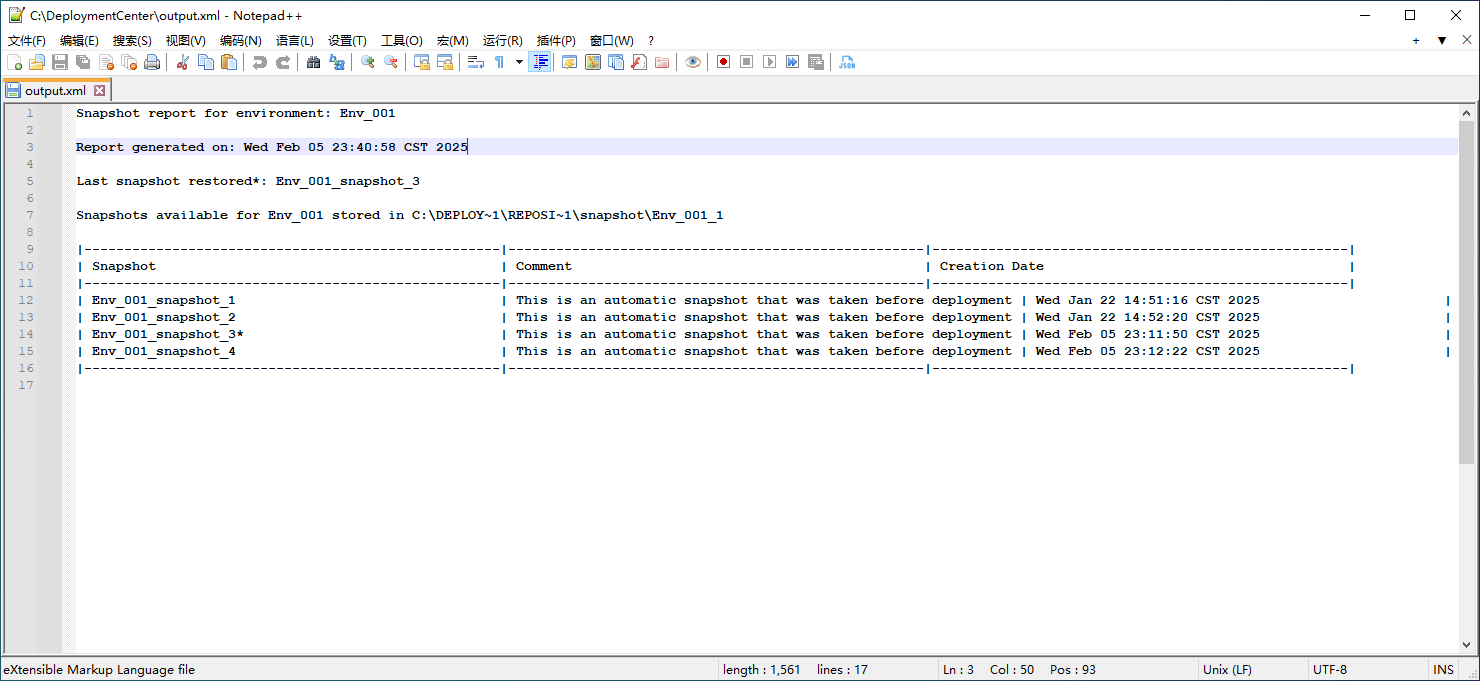 C:\DeploymentCenter\output.xml - Notepad++
文件(F) 编辑(E) 搜索(S) 视图(V) 编码(N) 语言(L) 设置(T) 工具(O) 宏(M) 运行(R) 插件(P) 窗口(W) ?
output.xml
1 Snapshot report for environment: Env_001
2
3 Report generated on: Wed Feb 05 23:40:58 CST 2025
4
5 Last snapshot restored*: Env_001_snapshot_3
6
7 Snapshots available for Env_001 stored in C:\DEPLOY~1\REPOSI~1\snapshot\Env_001_1
8
9 |----------------------------------------------------|----------------------------------------------------|----------------------------------------------------|
10 | Snapshot | Comment | Creation Date |
11 |----------------------------------------------------|----------------------------------------------------|----------------------------------------------------|
12 | Env_001_snapshot_1 | This is an automatic snapshot that was taken before deployment | Wed Jan 22 14:51:16 CST 2025 |
13 | Env_001_snapshot_2 | This is an automatic snapshot that was taken before deployment | Wed Jan 22 14:52:20 CST 2025 |
14 | Env_001_snapshot_3* | This is an automatic snapshot that was taken before deployment | Wed Feb 05 23:11:50 CST 2025 |
15 | Env_001_snapshot_4 | This is an automatic snapshot that was taken before deployment | Wed Feb 05 23:12:22 CST 2025 |
16 |----------------------------------------------------|----------------------------------------------------|----------------------------------------------------|
17
eXtensible Markup Language file length : 1,561 lines : 17 Ln : 3 Col : 50 Pos : 93 Unix (LF) UTF-8 INS